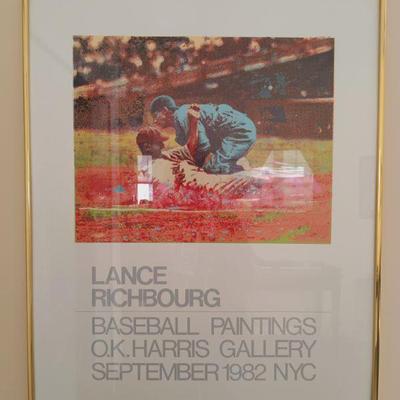 LANCE
RICHBOURG
BASEBALL PAINTINGS
O.K. HARRIS GALLERY
SEPTEMBER 1982 NYC